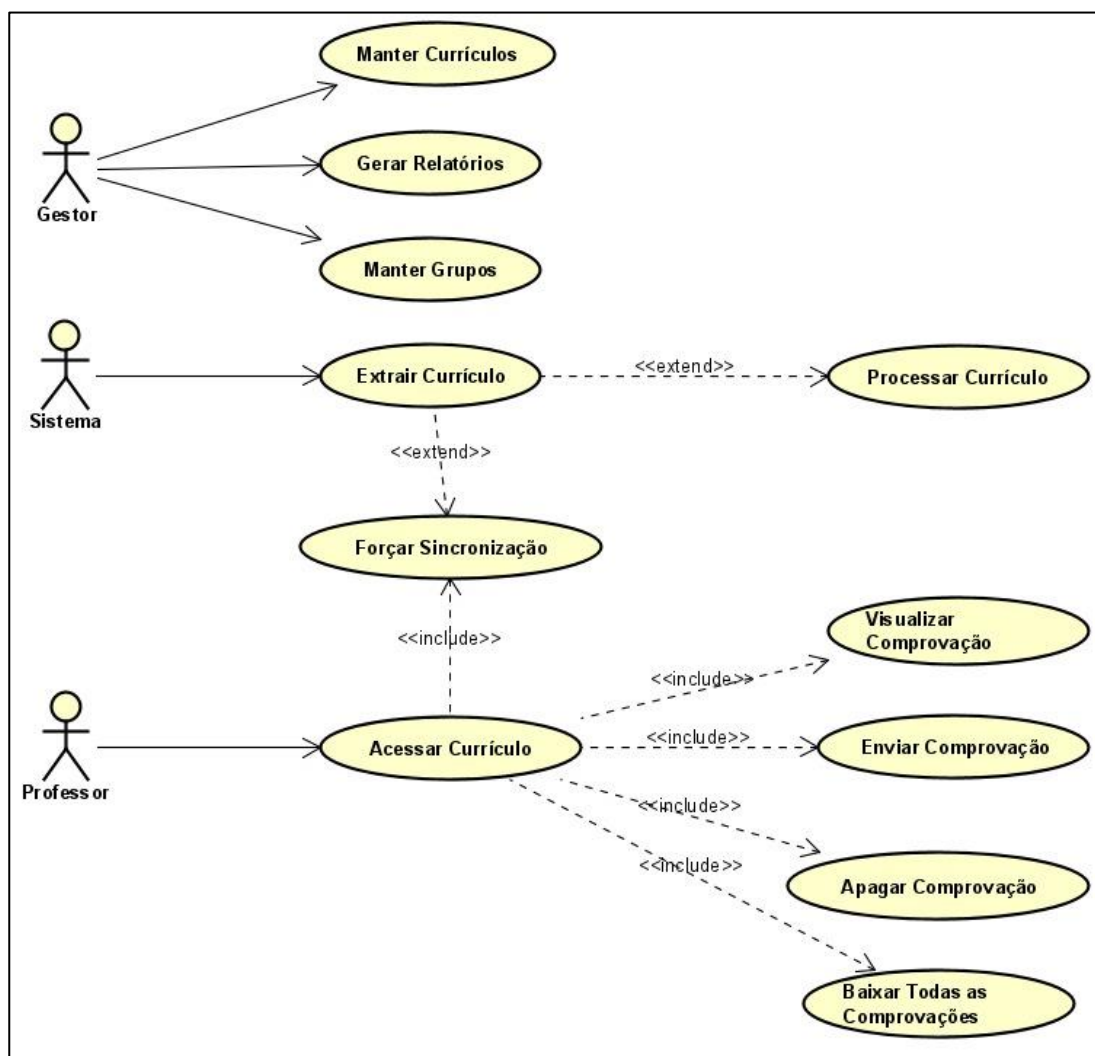 Manter Currículos
Gerar Relatórios
Gestor
Manter Grupos
Extrair Currículo
<<extend>>
Processar Currículo
Sistema
<<extend>>
Forçar Sincronização
<<include>>
Visualizar
Comprovação
<<include>>
Acessar Currículo
<<include>>
Enviar Comprovação
Professor
<<include>>
<<include>>
Apagar Comprovação
Baixar Todas as
Comprovações